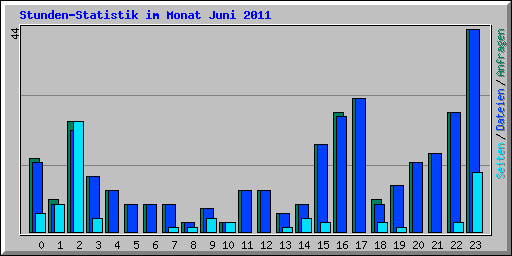 Stunden-Statistik im Monat Juni 2011
44
Seiten/Dateien/Anfragen
0 1 2 3 4 5 6 7 8 9 10 11 12 13 14 15 16 17 18 19 20 21 22 23